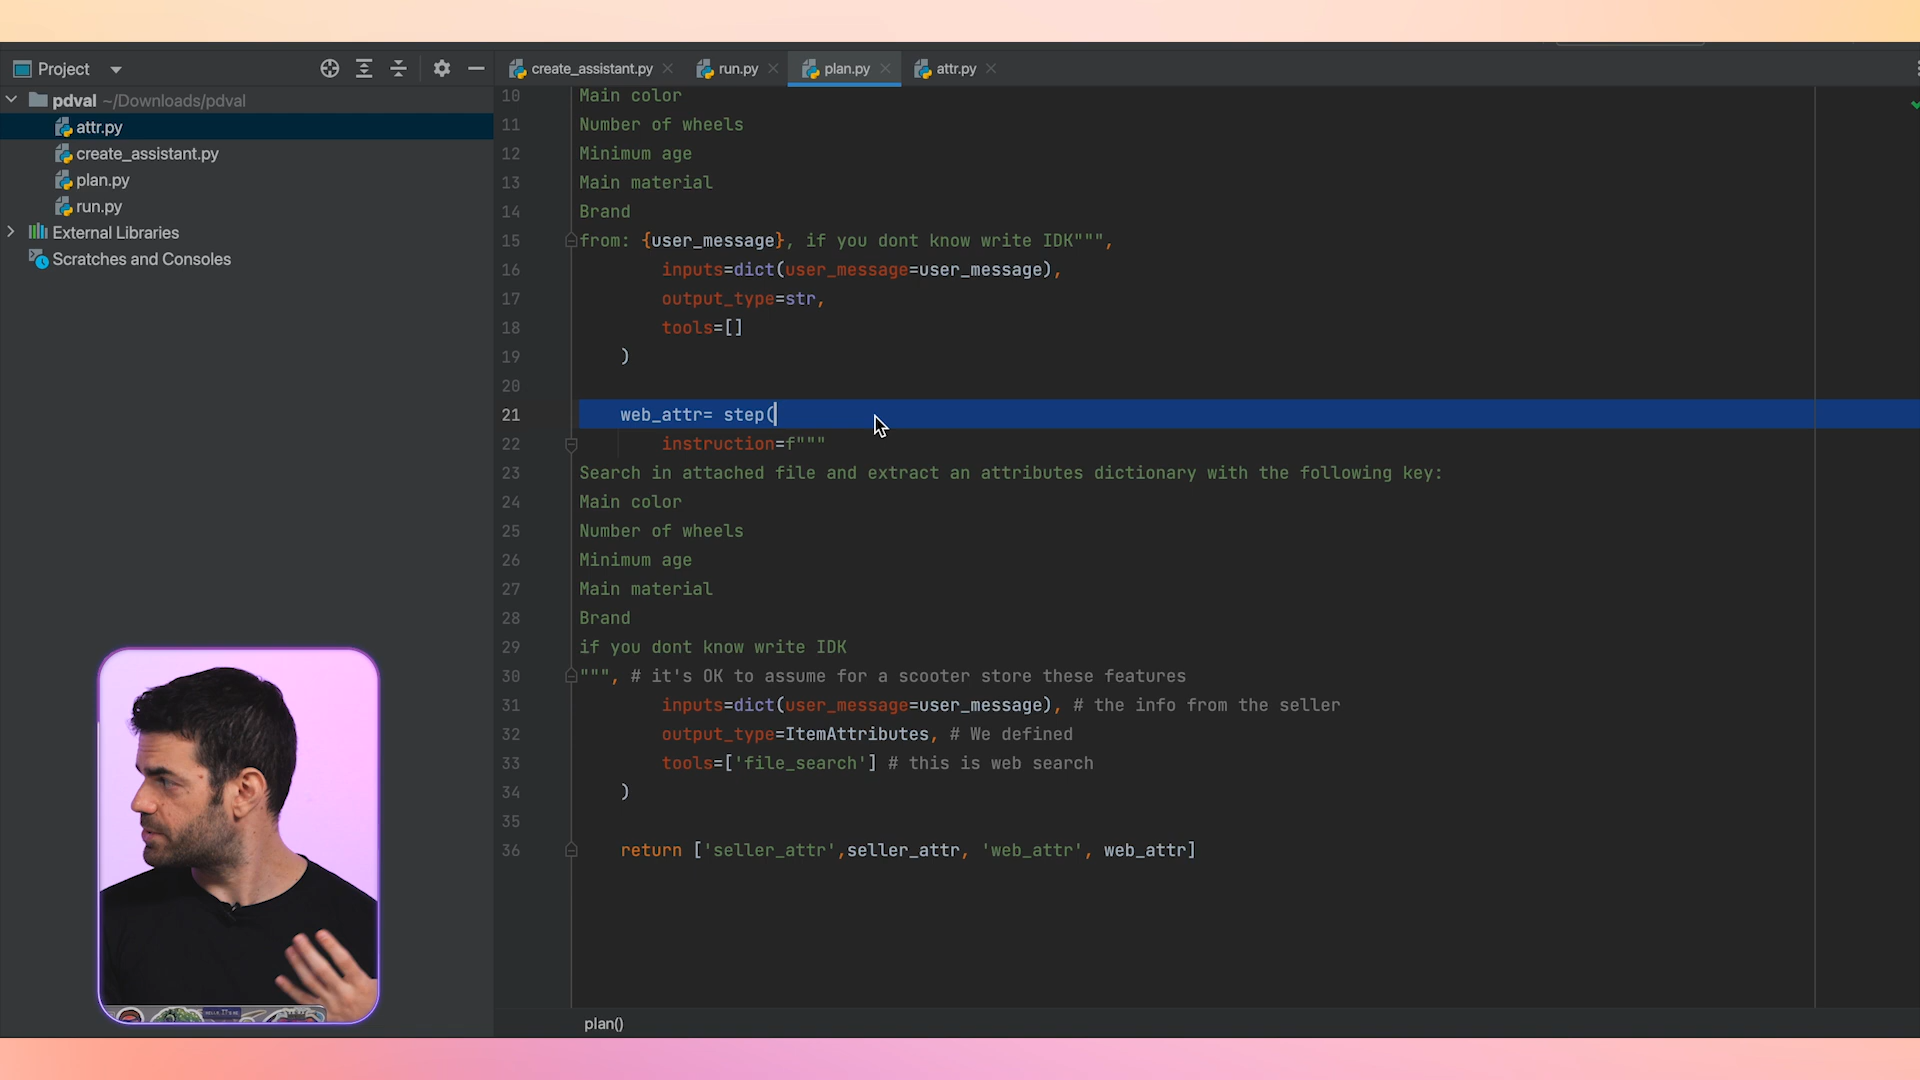 Project
create_assistant.py
run.py
plan.py
attr.py
pdval ~/Downloads/pdval
attr.py
create_assistant.py
plan.py
run.py
External Libraries
Scratches and Consoles
10 Main color
11 Number of wheels
12 Minimum age
13 Main material
14 Brand
15 from: {user_message}, if you dont know write IDK""",
16 inputs=dict(user_message=user_message),
17 output_type=str,
18 tools=[]
19 )
20
21 web_attr= step(
22 instruction=f"""
23 Search in attached file and extract an attributes dictionary with the following key:
24 Main color
25 Number of wheels
26 Minimum age
27 Main material
28 Brand
29 if you dont know write IDK
30 """, # it's OK to assume for a scooter store these features
31 inputs=dict(user_message=user_message), # the info from the seller
32 output_type=ItemAttributes, # We defined
33 tools=['file_search'] # this is web search
34 )
35
36 return ['seller_attr',seller_attr, 'web_attr', web_attr]
plan()